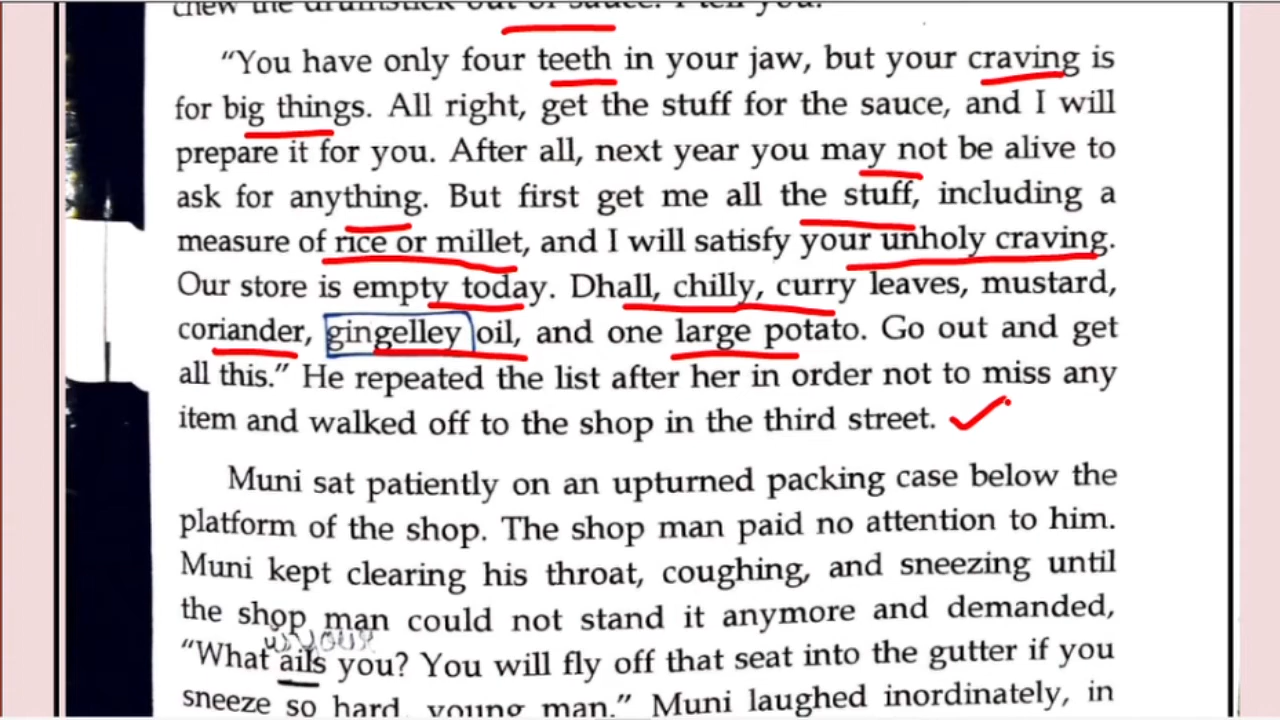 chew the drumstick out of sauce. I tell you."
"You have only four teeth in your jaw, but your craving is
for big things. All right, get the stuff for the sauce, and I will
prepare it for you. After all, next year you may not be alive to
ask for anything. But first get me all the stuff, including a
measure of rice or millet, and I will satisfy your unholy craving.
Our store is empty today. Dhall, chilly, curry leaves, mustard,
coriander, gingelley oil, and one large potato. Go out and get
all this." He repeated the list after her in order not to miss any
item and walked off to the shop in the third street.
Muni sat patiently on an upturned packing case below the
platform of the shop. The shop man paid no attention to him.
Muni kept clearing his throat, coughing, and sneezing until
the shop man could not stand it anymore and demanded,
"What ails you? You will fly off that seat into the gutter if you
sneeze so hard, young man." Muni laughed inordinately, in